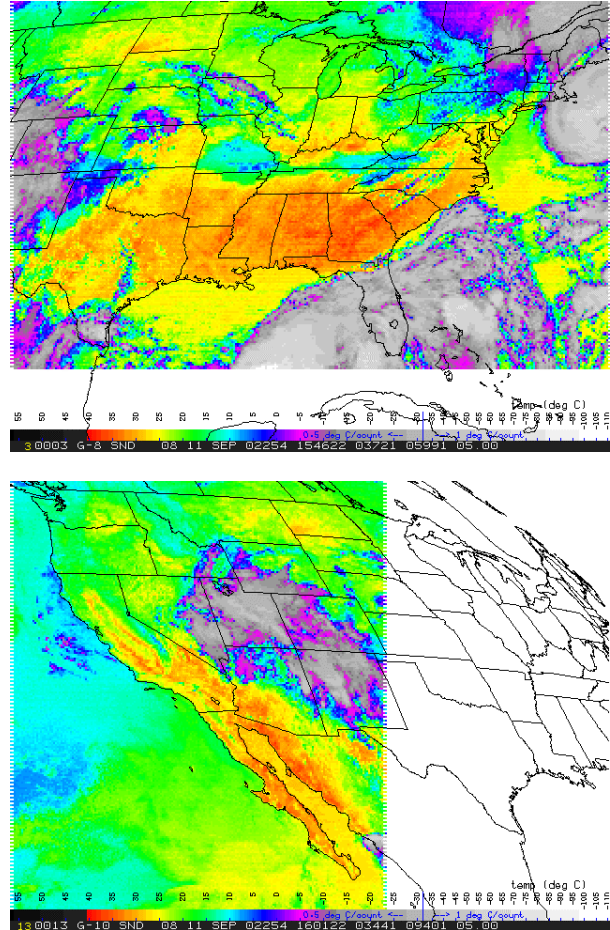 temp (deg C)
55 50 45 40 35 30 25 20 15 10 5 0 -5 -10 -15 -20 -25 -30 -35 -40 -45 -50 -55 -60 -65 -70 -75 -80 -85 -90 -95 -100 -105 -110
0.5 deg C/count <-- --> 1 deg C/count
3 0003 G-8 SND 08 11 SEP 02254 154622 03721 05991 05.00
temp (deg C)
55 50 45 40 35 30 25 20 15 10 5 0 -5 -10 -15 -20 -25 -30 -35 -40 -45 -50 -55 -60 -65 -70 -75 -80 -85 -90 -95 -100 -105 -110
0.5 deg C/count <-- --> 1 deg C/count
13 0013 G-10 SND 08 11 SEP 02254 160122 03441 09401 05.00